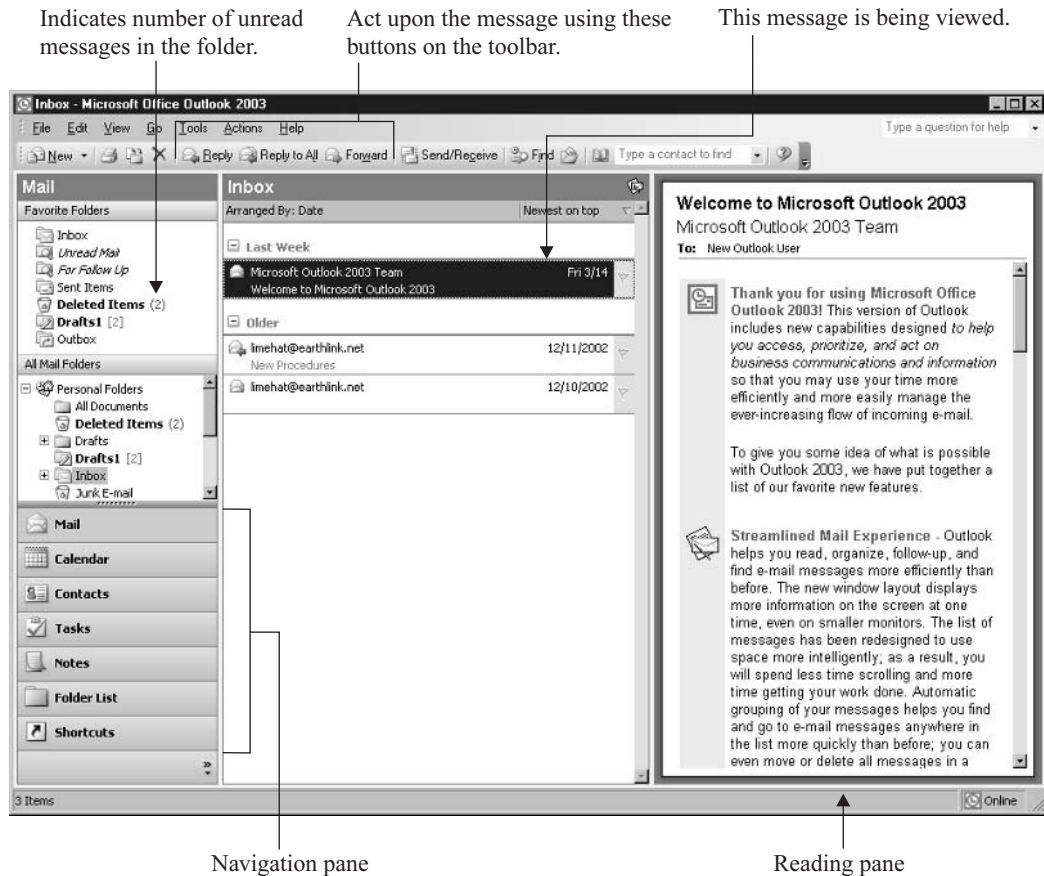 Indicates number of unread
messages in the folder.
Act upon the message using these
buttons on the toolbar.
This message is being viewed.
Inbox - Microsoft Office Outlook 2003
File Edit View Go Tools Actions Help
Type a question for help
New Reply Reply to All Forward Send/Receive Find Type a contact to find
Mail
Favorite Folders
Inbox
Unread Mail
For Follow Up
Sent Items
Deleted Items (2)
Drafts1 [2]
Outbox
All Mail Folders
Personal Folders
All Documents
Deleted Items (2)
Drafts
Drafts1 [2]
Inbox
Junk E-mail
Mail
Calendar
Contacts
Tasks
Notes
Folder List
Shortcuts
Inbox
Arranged By: Date Newest on top
Last Week
Microsoft Outlook 2003 Team Fri 3/14
Welcome to Microsoft Outlook 2003
Older
limehat@earthlink.net 12/11/2002
New Procedures
limehat@earthlink.net 12/10/2002
Welcome to Microsoft Outlook 2003
Microsoft Outlook 2003 Team
To: New Outlook User
Thank you for using Microsoft Office
Outlook 2003! This version of Outlook
includes new capabilities designed to help
you access, prioritize, and act on
business communications and information
so that you may use your time more
efficiently and more easily manage the
ever-increasing flow of incoming e-mail.
To give you some idea of what is possible
with Outlook 2003, we have put together a
list of our favorite new features.
Streamlined Mail Experience - Outlook
helps you read, organize, follow-up, and
find e-mail messages more efficiently than
before. The new window layout displays
more information on the screen at one
time, even on smaller monitors. The list of
messages has been redesigned to use
space more intelligently; as a result, you
will spend less time scrolling and more
time getting your work done. Automatic
grouping of your messages helps you find
and go to e-mail messages anywhere in
the list more quickly than before; you can
even move or delete all messages in a
3 Items
Online
Navigation pane
Reading pane